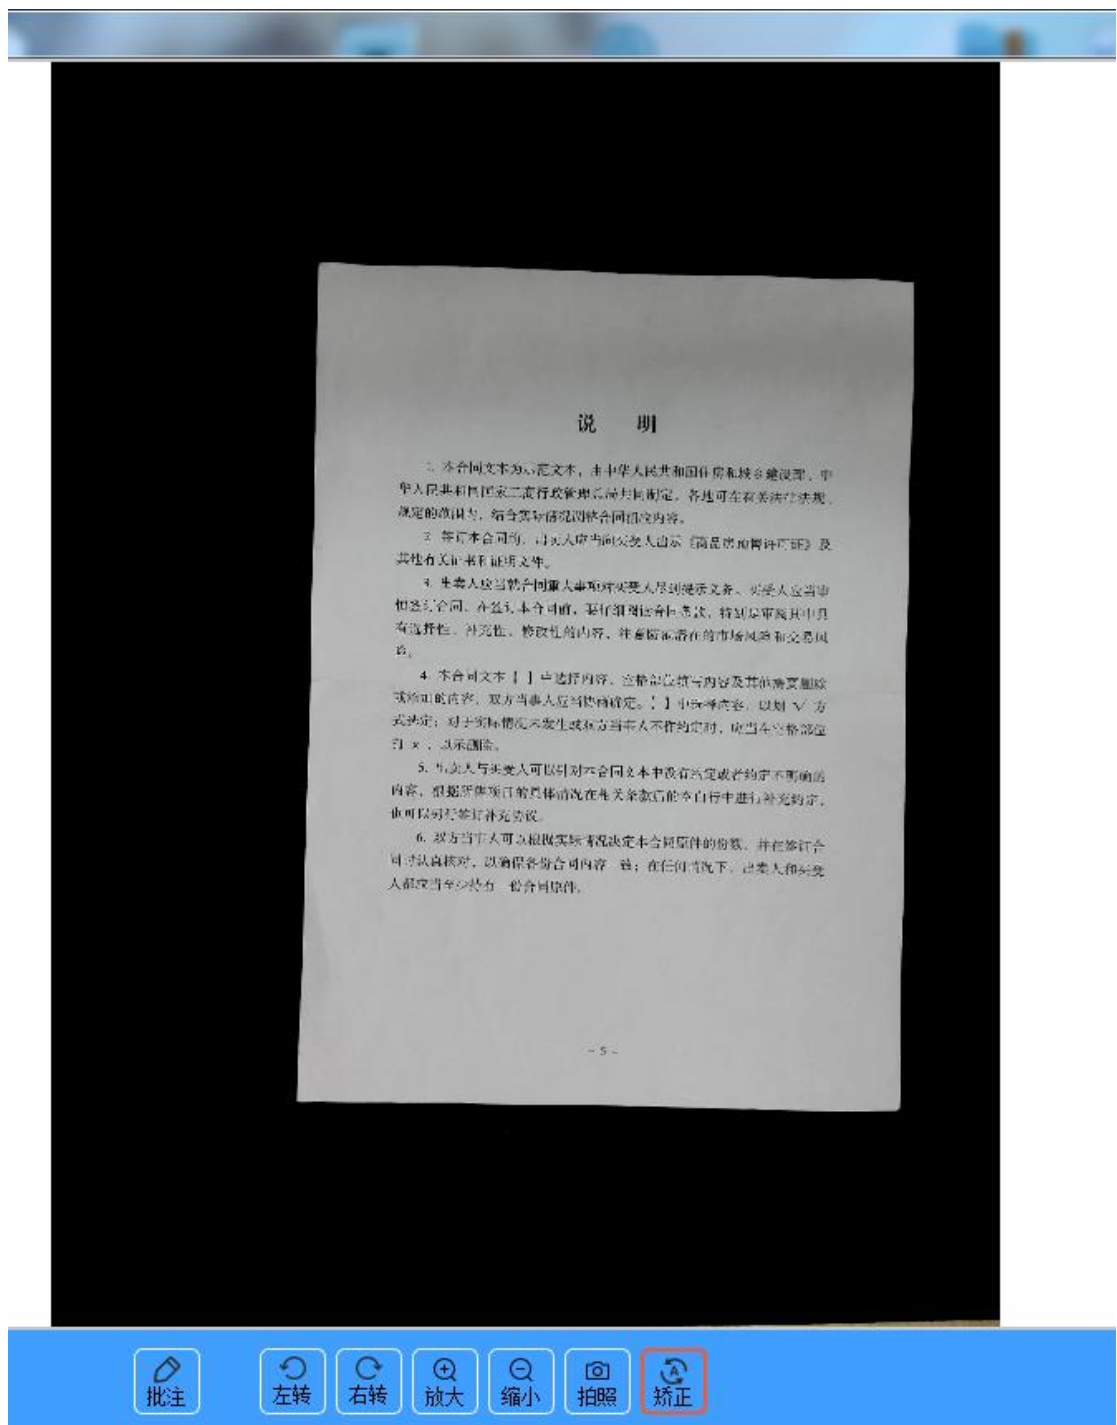 说 明
1. 本合同文本为示范文本，由中华人民共和国住房和城乡建设部、中
华人民共和国国家工商行政管理总局共同制定。各地可在有关法律法规、
规定的范围内，结合实际情况调整合同相应内容。
2. 签订本合同前，出卖人应当向买受人出示《商品房预售许可证》及
其他有关证书和证明文件。
3. 出卖人应当就合同重大事项对买受人尽到提示义务。买受人应当审
慎签订合同，在签订本合同前，要仔细阅读合同条款，特别是审阅其中具
有选择性、补充性、修改性的内容，注意防范潜在的市场风险和交易风
险。
4. 本合同文本【 】中选择内容、空格部位填写内容及其他需要删除
或添加的内容，双方当事人应当协商确定。【 】中选择内容，以划 √ 方
式选定；对于实际情况未发生或双方当事人不作约定时，应当在空格部位
打 × ，以示删除。
5. 出卖人与买受人可以针对本合同文本中没有约定或者约定不明确的
内容，根据所售项目的具体情况在相关条款后的空白行中进行补充约定，
也可以另行签订补充协议。
6. 双方当事人可以根据实际情况决定本合同原件的份数，并在签订合
同时认真核对，以确保各份合同内容一致；在任何情况下，出卖人和买受
人都应当至少持有一份合同原件。
- 5 -
批注 左转 右转 放大 缩小 拍照 矫正